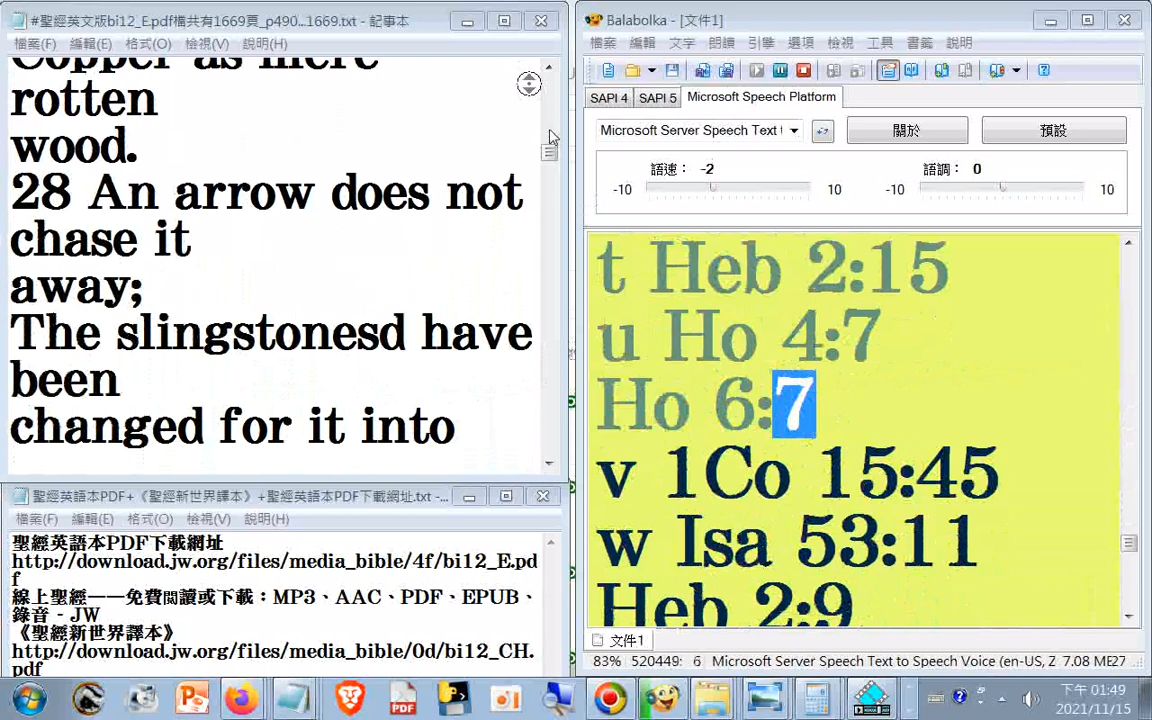 #聖經英文版bi12_E.pdf檔共有1669頁_p490...1669.txt - 記事本
檔案(F) 編輯(E) 格式(O) 檢視(V) 說明(H)
Copper as mere
rotten
wood.
28 An arrow does not
chase it
away;
The slingstonesd have
been
changed for it into
聖經英語本PDF+《聖經新世界譯本》+聖經英語本PDF下載網址.txt -...
檔案(F) 編輯(E) 格式(O) 檢視(V) 說明(H)
聖經英語本PDF下載網址
http://download.jw.org/files/media_bible/4f/bi12_E.pd
f
線上聖經——免費閱讀或下載：MP3、AAC、PDF、EPUB、
錄音 - JW
《聖經新世界譯本》
http://download.jw.org/files/media_bible/0d/bi12_CH.
pdf
Balabolka - [文件1]
檔案 編輯 文字 朗讀 引擎 選項 檢視 工具 書籤 說明
SAPI 4 SAPI 5 Microsoft Speech Platform
Microsoft Server Speech Text t 關於 預設
語速： -2 語調： 0
-10 10 -10 10
t Heb 2:15
u Ho 4:7
Ho 6:7
v 1Co 15:45
w Isa 53:11
Heb 2:9
文件1
83% 520449: 6 Microsoft Server Speech Text to Speech Voice (en-US, Z 7.08 ME27
PDF
下午 01:49
2021/11/15